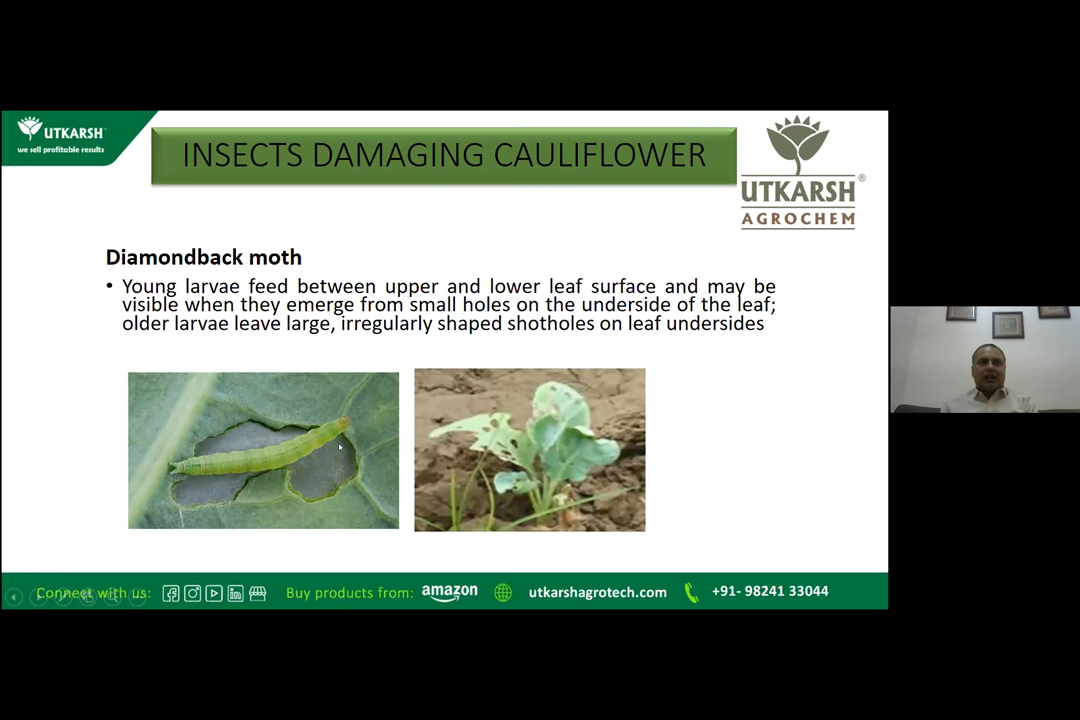 UTKARSH
we sell profitable results
INSECTS DAMAGING CAULIFLOWER
UTKARSH®
AGROCHEM
Diamondback moth
• Young larvae feed between upper and lower leaf surface and may be
visible when they emerge from small holes on the underside of the leaf;
older larvae leave large, irregularly shaped shotholes on leaf undersides
Connect with us:
Buy products from: amazon
utkarshagrotech.com
+91- 98241 33044